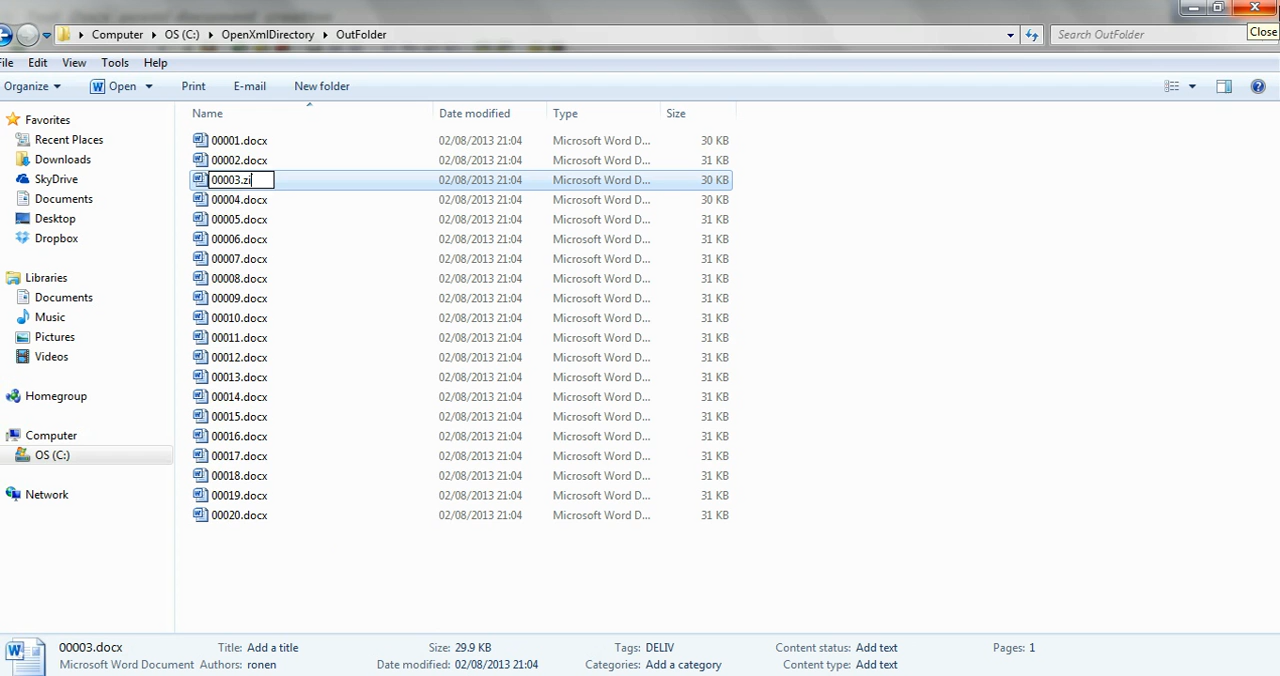 Close
Computer OS (C:) OpenXmlDirectory OutFolder Search OutFolder
File Edit View Tools Help
Organize Open Print E-mail New folder
Name Date modified Type Size
Favorites
Recent Places
Downloads
SkyDrive
Documents
Desktop
Dropbox
Libraries
Documents
Music
Pictures
Videos
Homegroup
Computer
OS (C:)
Network
00001.docx 02/08/2013 21:04 Microsoft Word D... 30 KB
00002.docx 02/08/2013 21:04 Microsoft Word D... 31 KB
00003.zi 02/08/2013 21:04 Microsoft Word D... 30 KB
00004.docx 02/08/2013 21:04 Microsoft Word D... 30 KB
00005.docx 02/08/2013 21:04 Microsoft Word D... 31 KB
00006.docx 02/08/2013 21:04 Microsoft Word D... 31 KB
00007.docx 02/08/2013 21:04 Microsoft Word D... 31 KB
00008.docx 02/08/2013 21:04 Microsoft Word D... 31 KB
00009.docx 02/08/2013 21:04 Microsoft Word D... 31 KB
00010.docx 02/08/2013 21:04 Microsoft Word D... 31 KB
00011.docx 02/08/2013 21:04 Microsoft Word D... 31 KB
00012.docx 02/08/2013 21:04 Microsoft Word D... 31 KB
00013.docx 02/08/2013 21:04 Microsoft Word D... 31 KB
00014.docx 02/08/2013 21:04 Microsoft Word D... 31 KB
00015.docx 02/08/2013 21:04 Microsoft Word D... 31 KB
00016.docx 02/08/2013 21:04 Microsoft Word D... 31 KB
00017.docx 02/08/2013 21:04 Microsoft Word D... 31 KB
00018.docx 02/08/2013 21:04 Microsoft Word D... 31 KB
00019.docx 02/08/2013 21:04 Microsoft Word D... 31 KB
00020.docx 02/08/2013 21:04 Microsoft Word D... 31 KB
00003.docx Title: Add a title Size: 29.9 KB Tags: DELIV Content status: Add text Pages: 1
Microsoft Word Document Authors: ronen Date modified: 02/08/2013 21:04 Categories: Add a category Content type: Add text